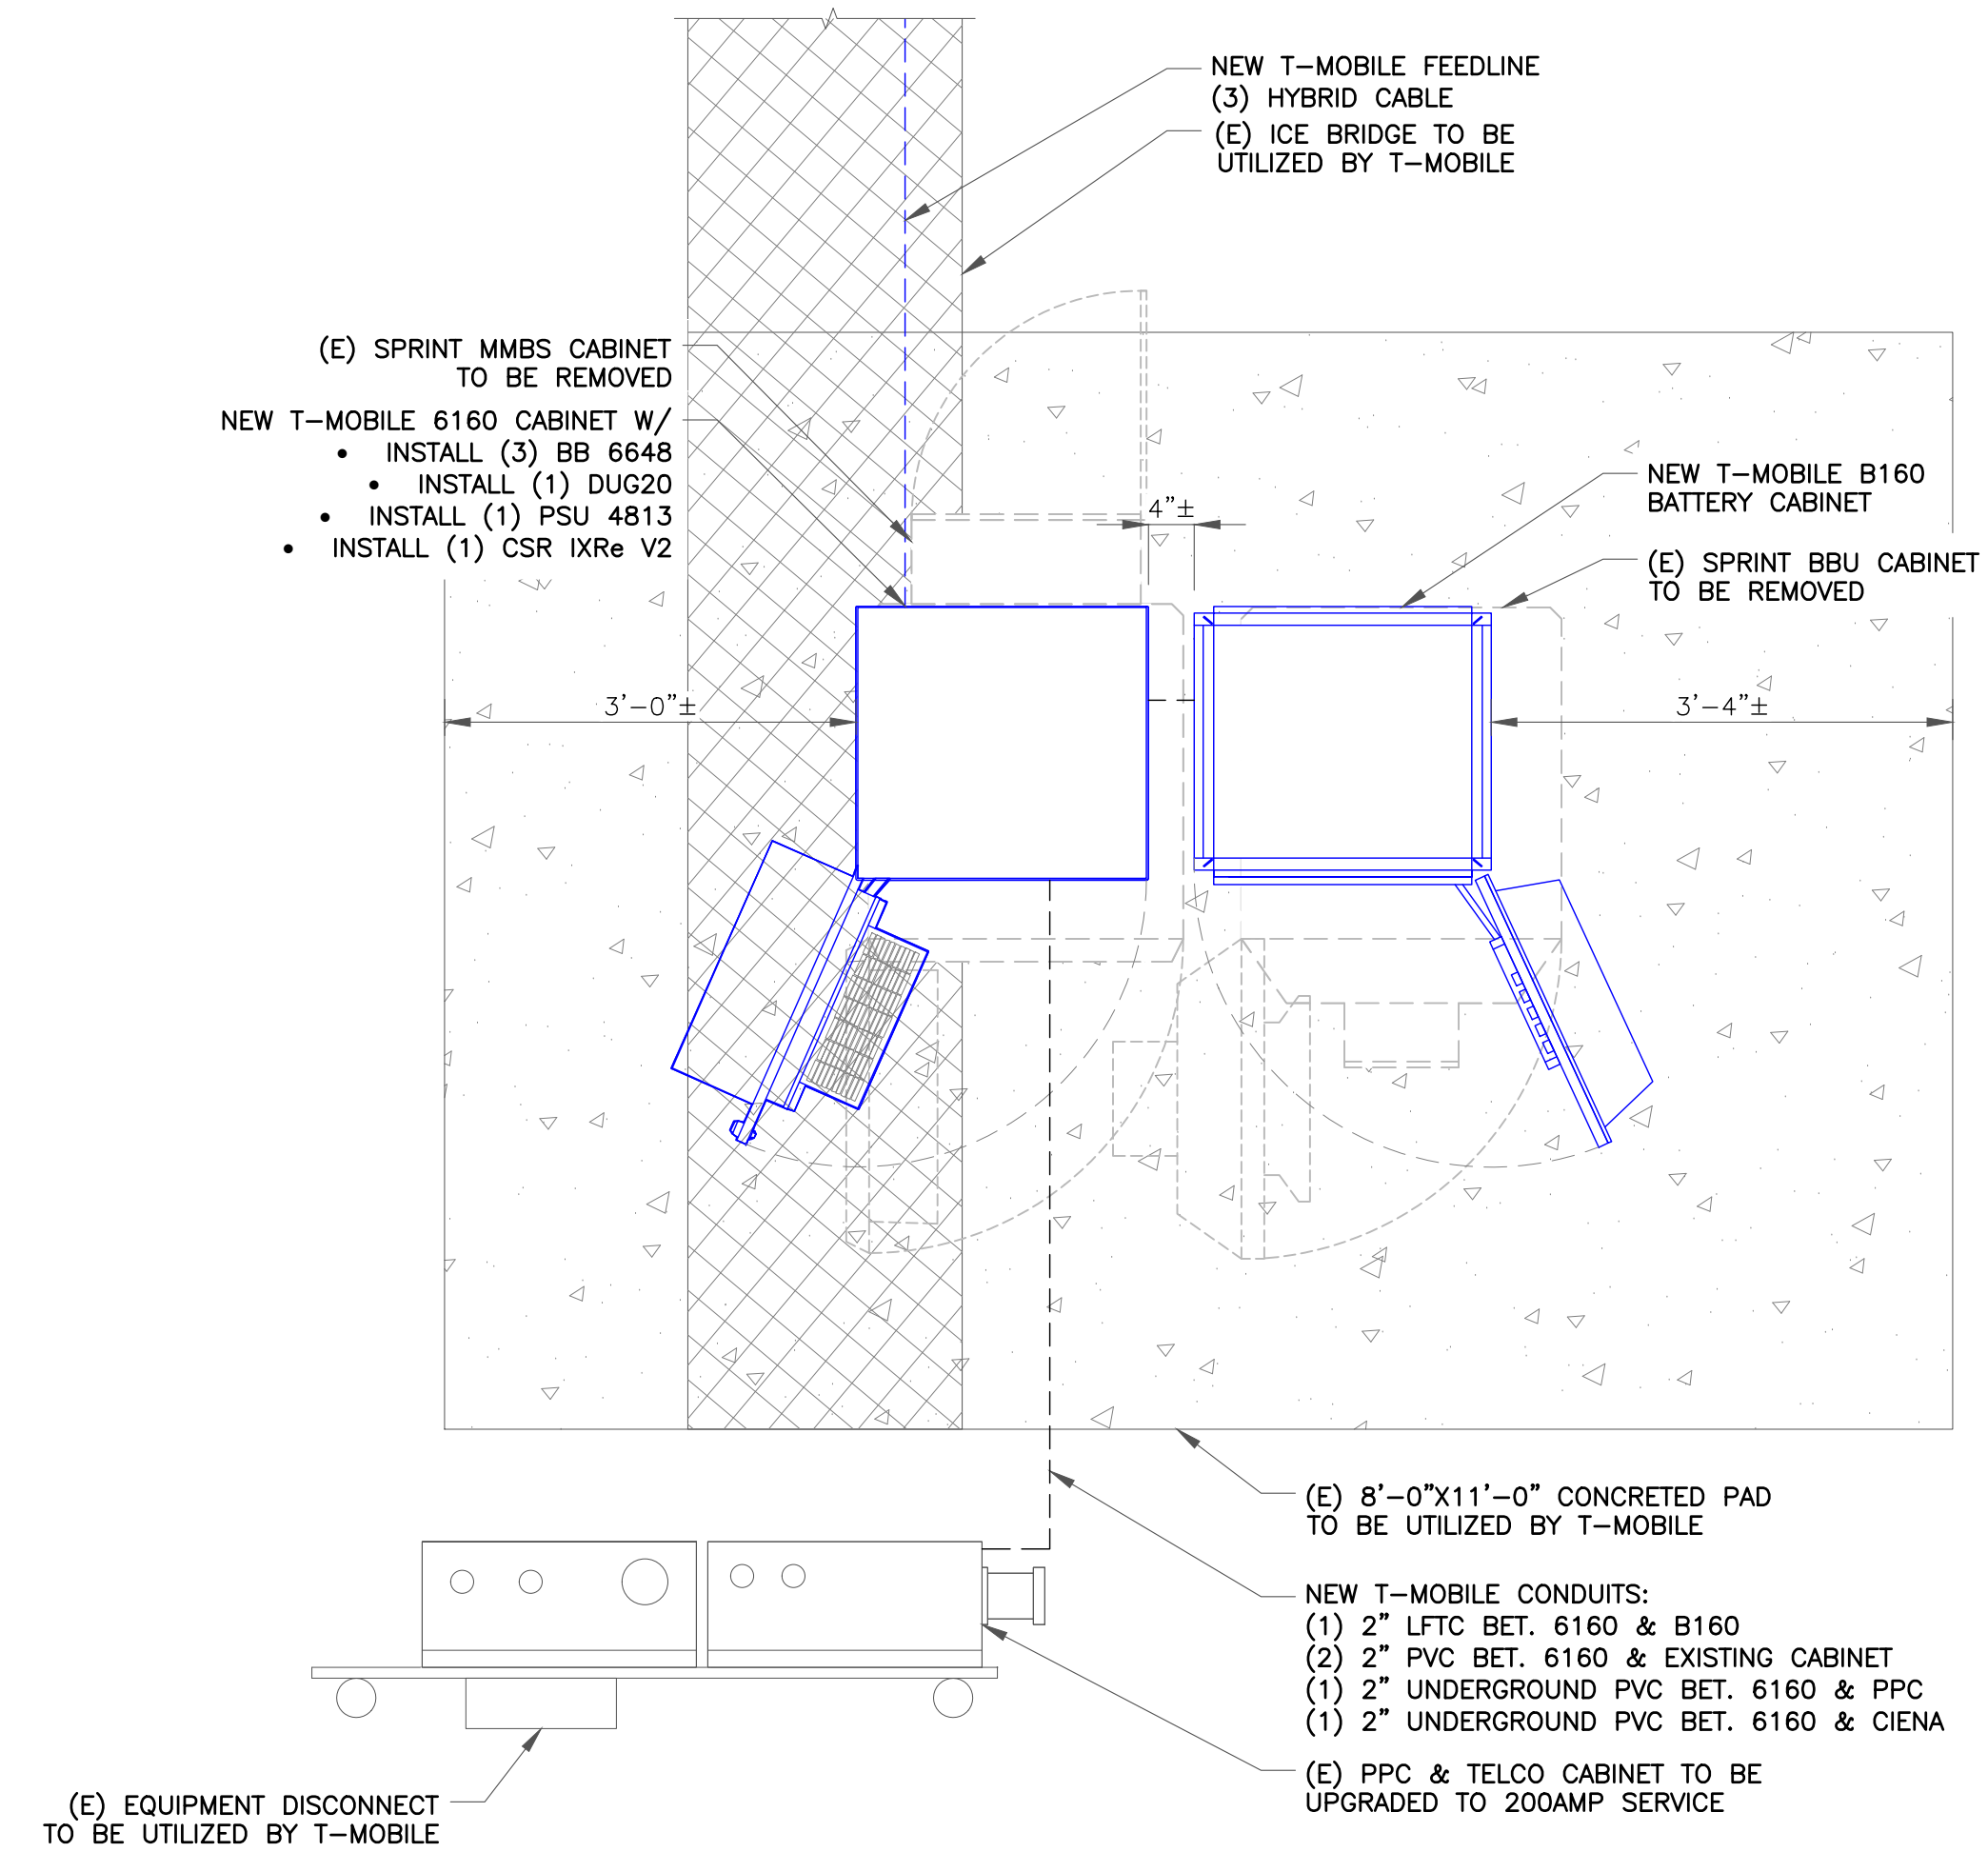 NEW T-MOBILE FEEDLINE
(3) HYBRID CABLE
(E) ICE BRIDGE TO BE
UTILIZED BY T-MOBILE
(E) SPRINT MMBS CABINET
TO BE REMOVED
NEW T-MOBILE 6160 CABINET W/
• INSTALL (3) BB 6648
• INSTALL (1) DUG20
• INSTALL (1) PSU 4813
• INSTALL (1) CSR IXRe V2
4"±
NEW T-MOBILE B160
BATTERY CABINET
(E) SPRINT BBU CABINET
TO BE REMOVED
3'-0"±
3'-4"±
(E) 8'-0"X11'-0" CONCRETED PAD
TO BE UTILIZED BY T-MOBILE
NEW T-MOBILE CONDUITS:
(1) 2" LFTC BET. 6160 & B160
(2) 2" PVC BET. 6160 & EXISTING CABINET
(1) 2" UNDERGROUND PVC BET. 6160 & PPC
(1) 2" UNDERGROUND PVC BET. 6160 & CIENA
(E) PPC & TELCO CABINET TO BE
UPGRADED TO 200AMP SERVICE
(E) EQUIPMENT DISCONNECT
TO BE UTILIZED BY T-MOBILE